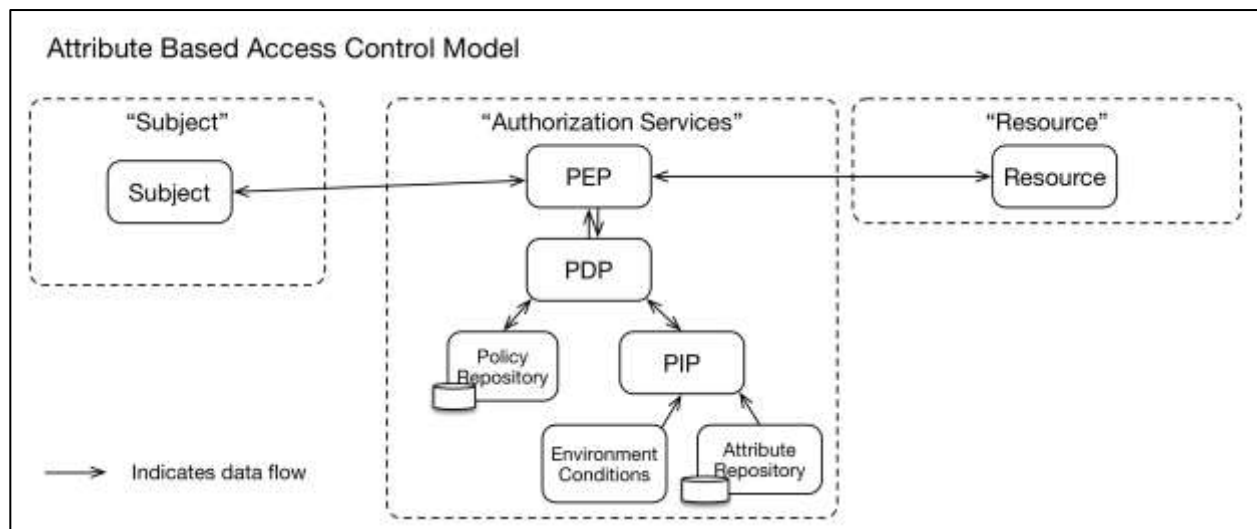 Attribute Based Access Control Model
“Subject”
“Authorization Services”
“Resource”
Subject
PEP
Resource
PDP
Policy
Repository
PIP
Environment
Conditions
Attribute
Repository
Indicates data flow